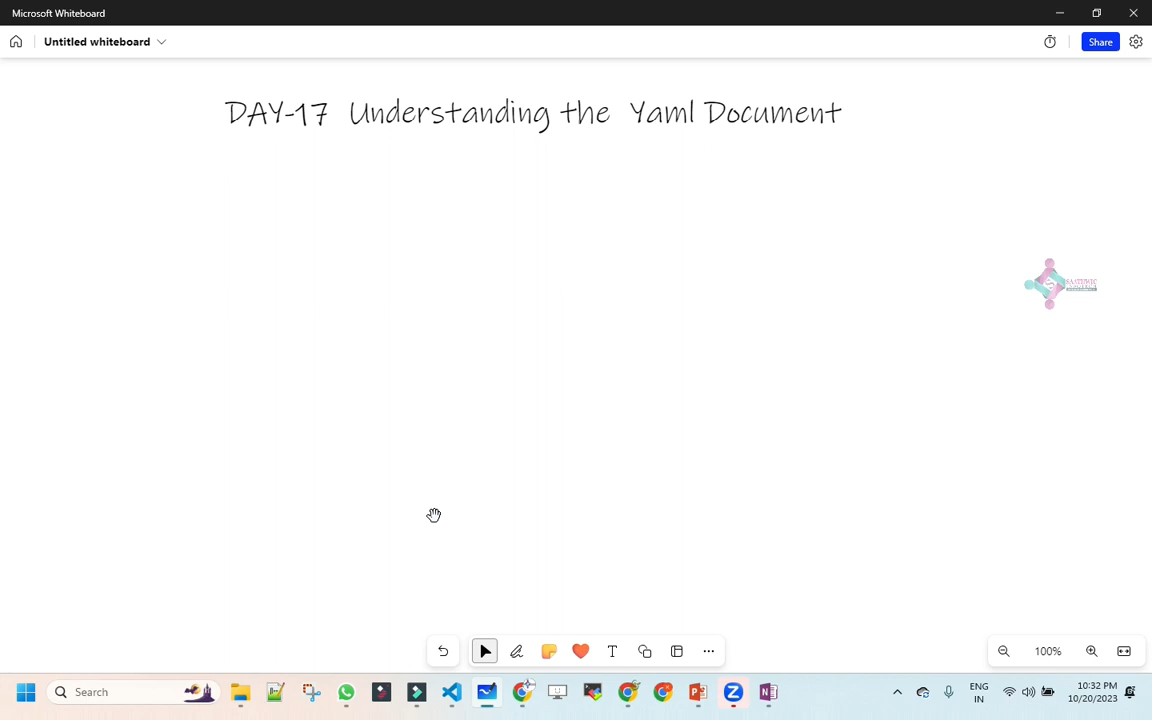 Microsoft Whiteboard
Untitled whiteboard
Share
DAY-17 Understanding the Yaml Document
100%
Search
ENG
IN
10:32 PM
10/20/2023